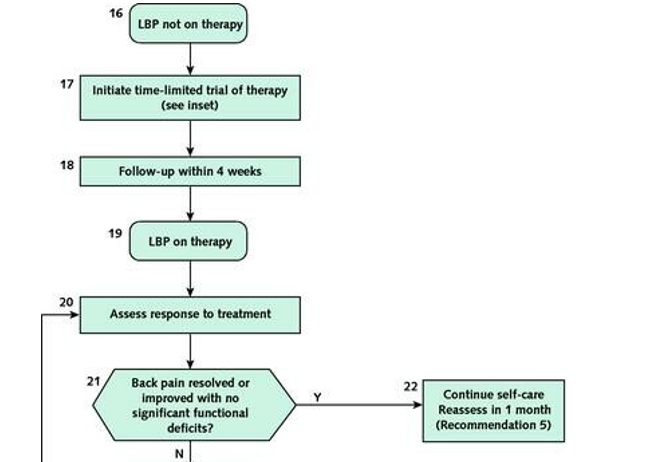 16
LBP not on therapy
17
Initiate time-limited trial of therapy
(see inset)
18
Follow-up within 4 weeks
19
LBP on therapy
20
Assess response to treatment
21
Back pain resolved or
improved with no
significant functional
deficits?
Y
22
Continue self-care
Reassess in 1 month
(Recommendation 5)
N